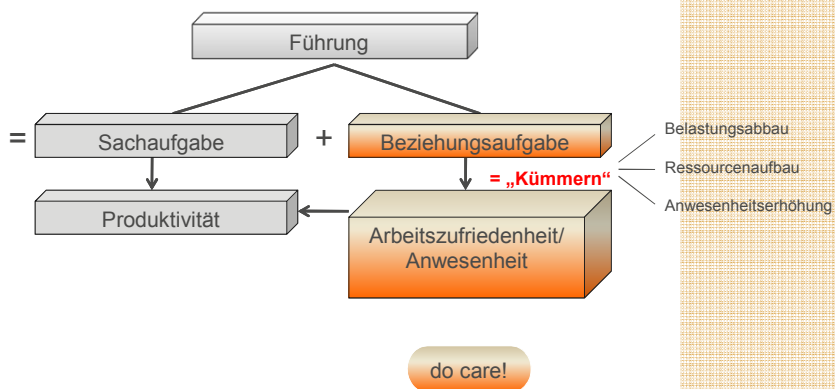 Führung
= Sachaufgabe + Beziehungsaufgabe
= „Kümmern“
Belastungsabbau
Ressourcenaufbau
Anwesenheitserhöhung
Produktivität
Arbeitszufriedenheit/
Anwesenheit
do care!